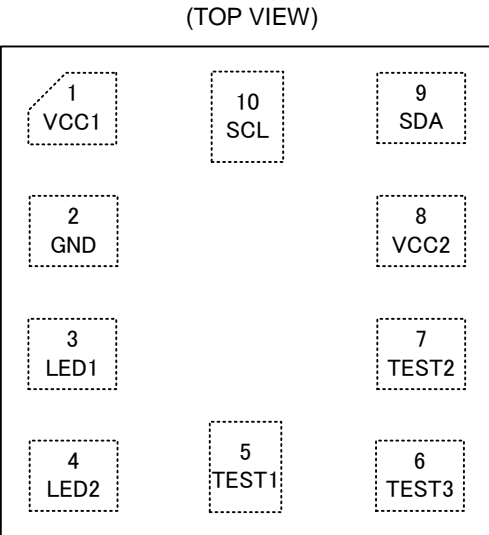 (TOP VIEW)
1
VCC1
10
SCL
9
SDA
2
GND
8
VCC2
3
LED1
7
TEST2
4
LED2
5
TEST1
6
TEST3